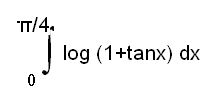 π/4
∫ log (1+tanx) dx
0